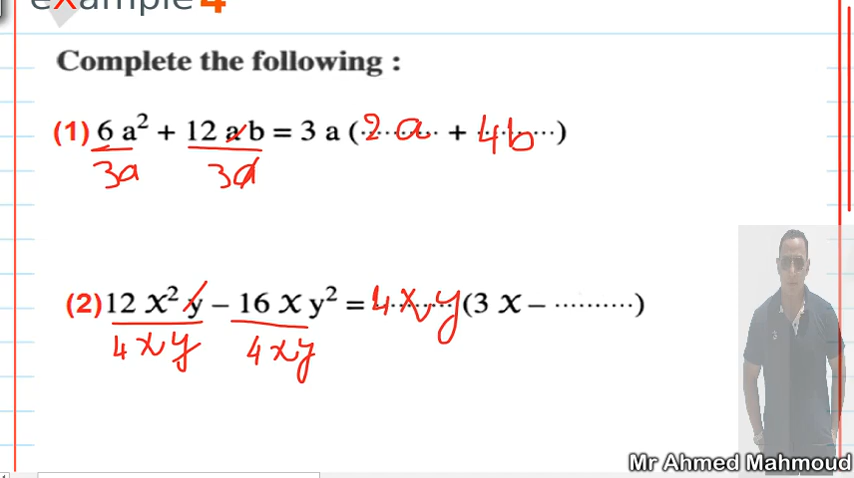 example 4
Complete the following :
(1) 6 a² + 12 a b = 3 a (2a + 4b)
3a 3a
(2) 12 x² y – 16 x y² = 4xy (3 x – ..........)
4xy 4xy
Mr Ahmed Mahmoud